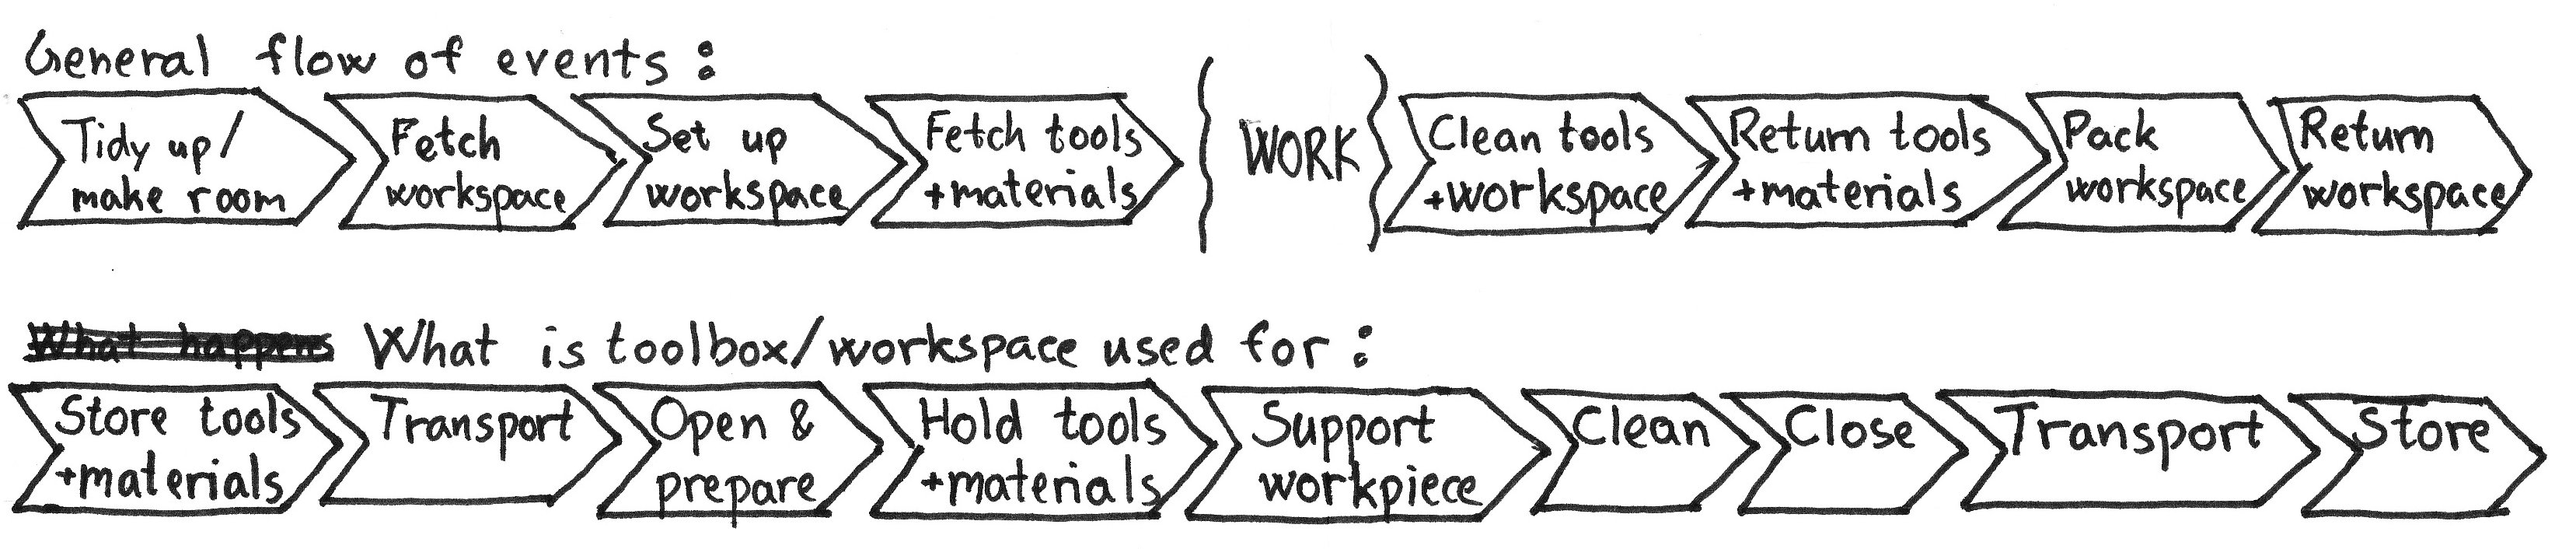 General flow of events:
Tidy up/
make room
Fetch
workspace
Set up
workspace
Fetch tools
+materials
{ WORK }
Clean tools
+workspace
Return tools
+materials
Pack
workspace
Return
workspace
What happens What is toolbox/workspace used for:
Store tools
+materials
Transport
Open &
prepare
Hold tools
+materials
Support
workpiece
Clean
Close
Transport
Store